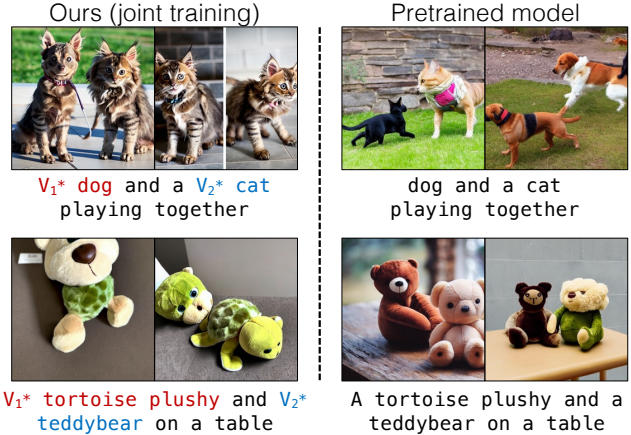 Ours (joint training)
Pretrained model
V₁* dog and a V₂* cat
playing together
dog and a cat
playing together
V₁* tortoise plushy and V₂*
teddybear on a table
A tortoise plushy and a
teddybear on a table